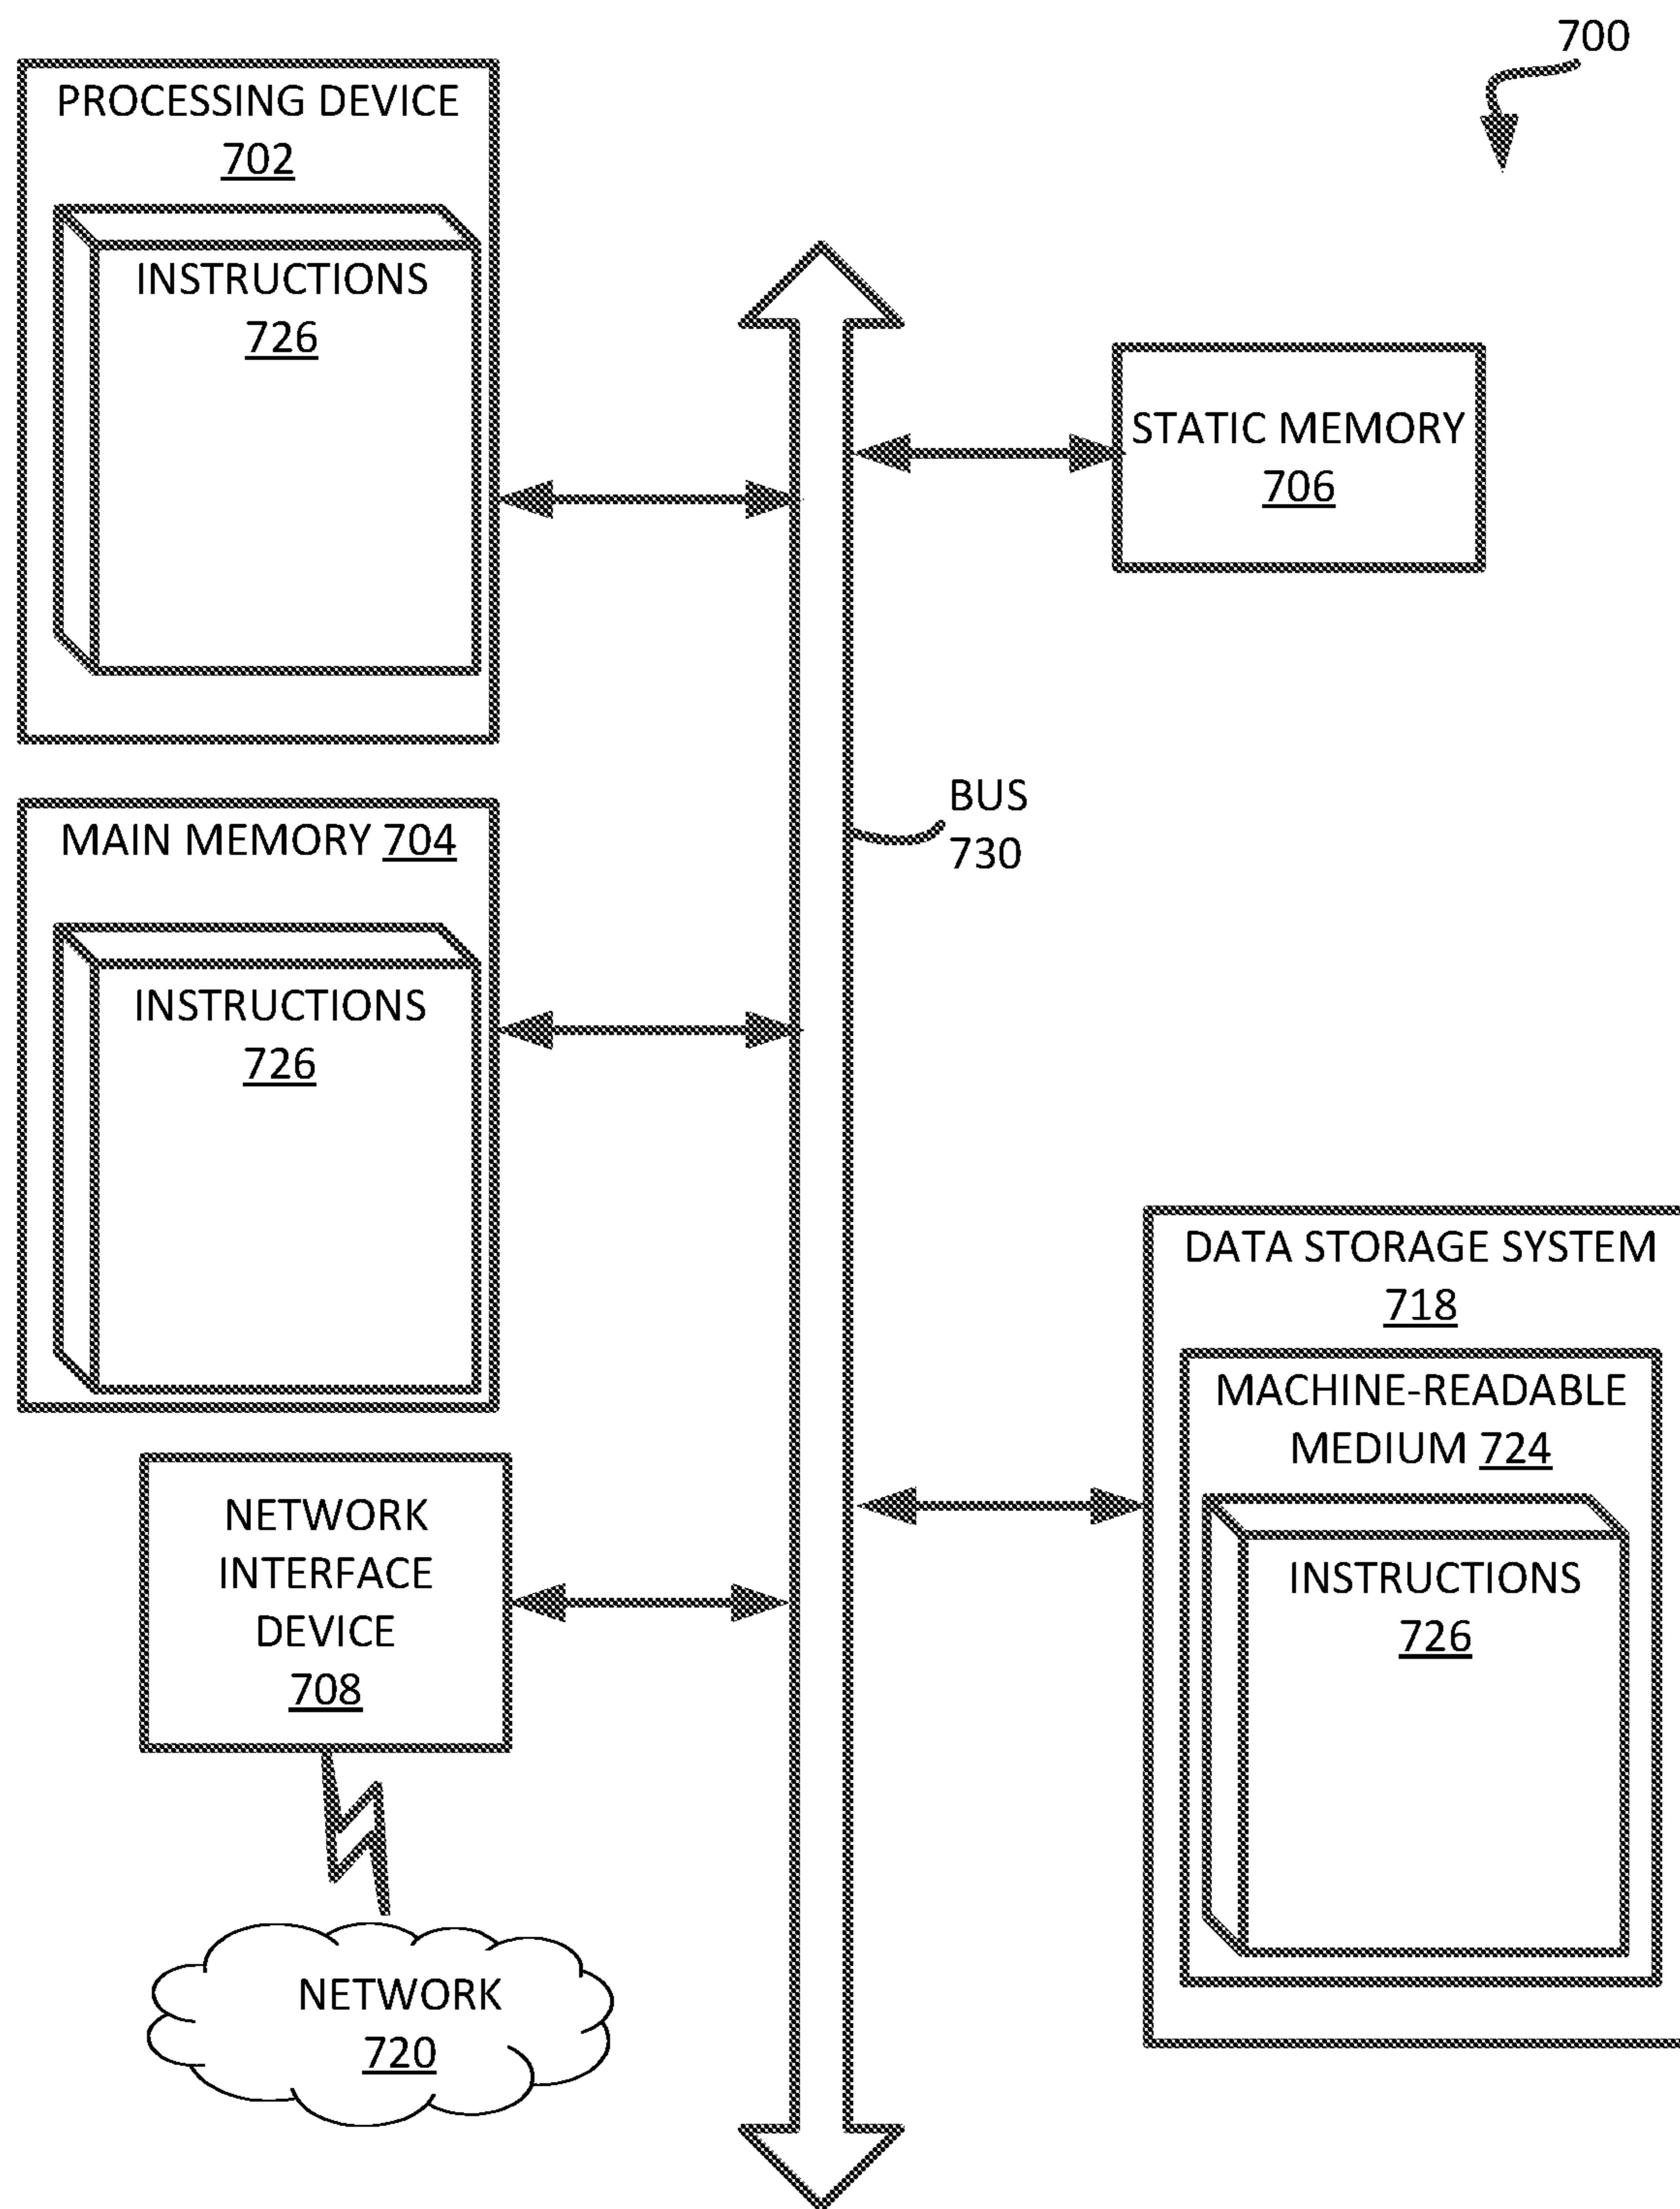 700
PROCESSING DEVICE
702
INSTRUCTIONS
726
STATIC MEMORY
706
BUS
730
MAIN MEMORY 704
INSTRUCTIONS
726
DATA STORAGE SYSTEM
718
MACHINE-READABLE
MEDIUM 724
INSTRUCTIONS
726
NETWORK
INTERFACE
DEVICE
708
NETWORK
720